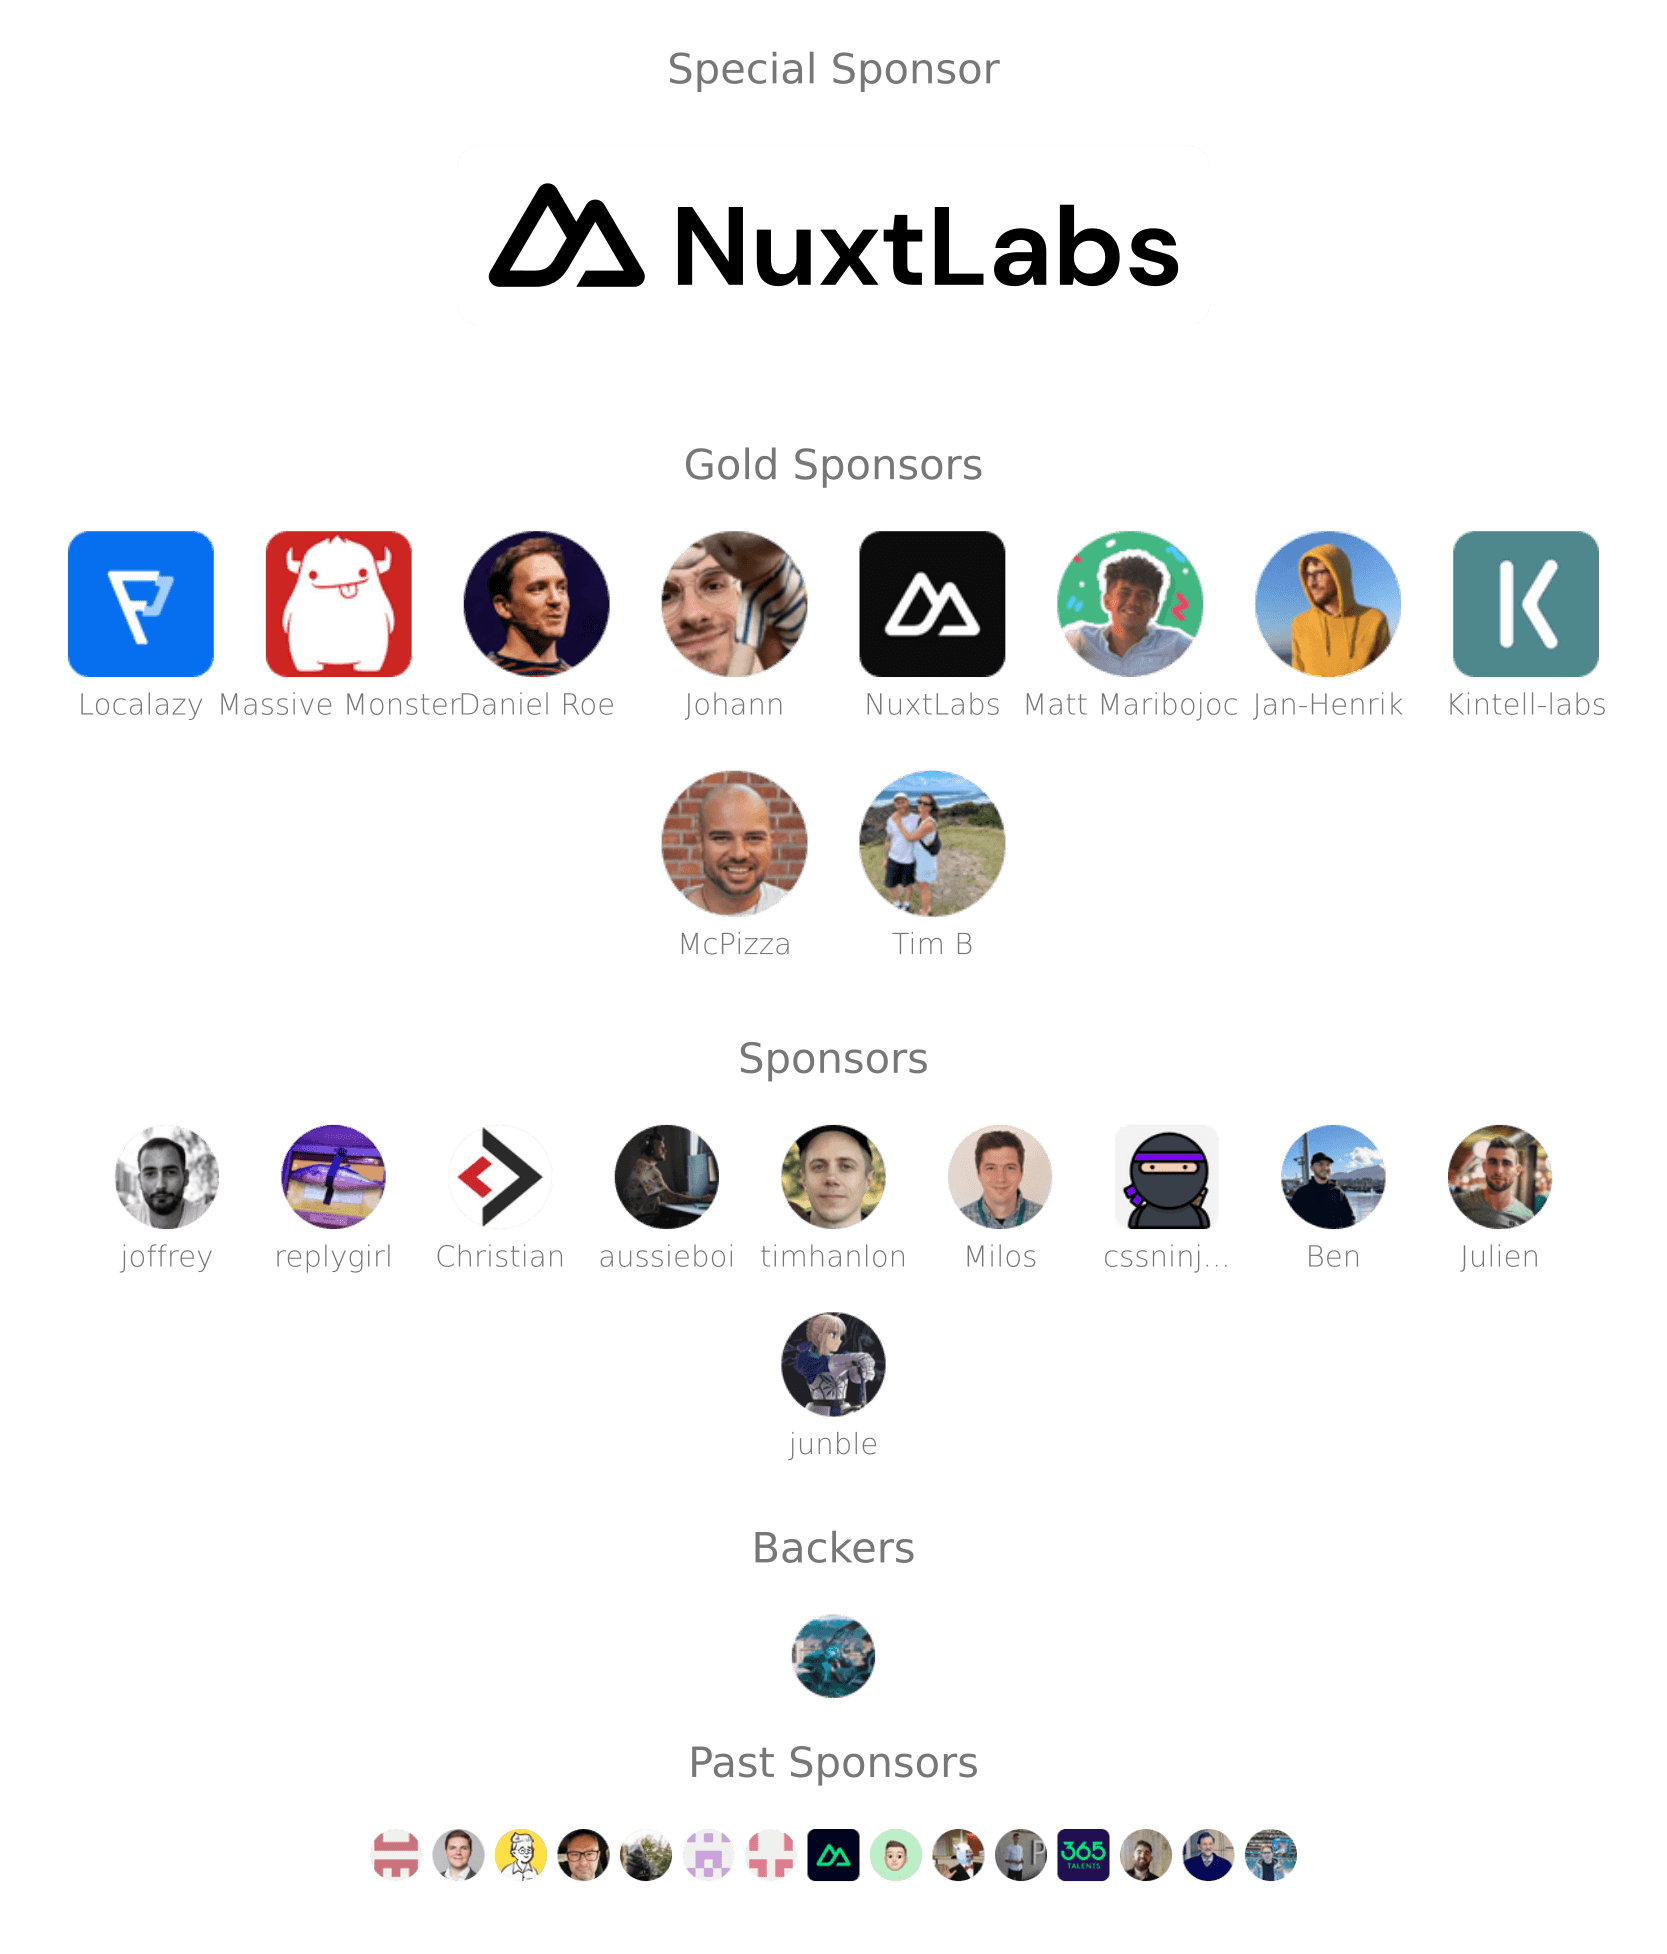 Special Sponsor
NuxtLabs
Gold Sponsors
Localazy Massive Monster Daniel Roe Johann NuxtLabs Matt Maribojoc Jan-Henrik Kintell-labs
McPizza Tim B
Sponsors
joffrey replygirl Christian aussieboi timhanlon Milos cssninj... Ben Julien
junble
Backers
Past Sponsors
P 365
TALENTS